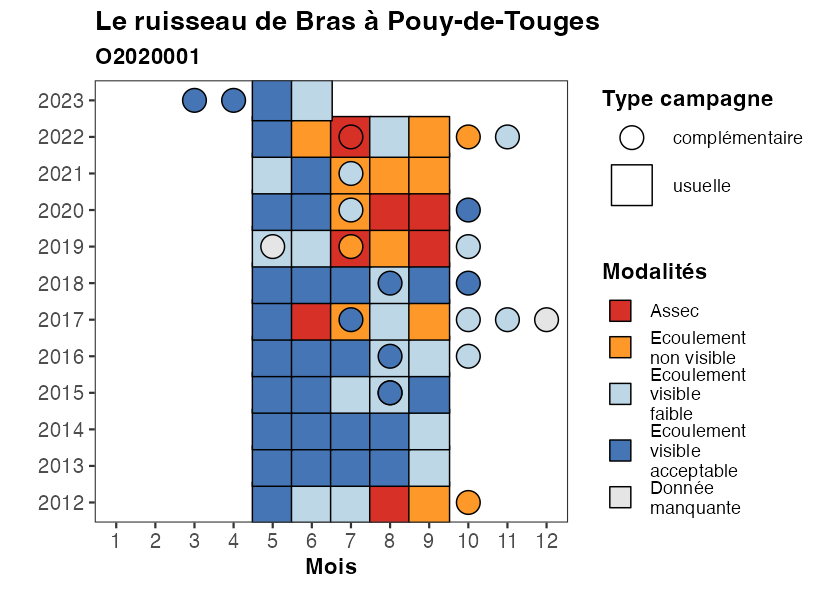 Le ruisseau de Bras à Pouy-de-Touges
O2020001
2023
2022
2021
2020
2019
2018
2017
2016
2015
2014
2013
2012
1 2 3 4 5 6 7 8 9 10 11 12
Mois
Type campagne
complémentaire
usuelle
Modalités
Assec
Ecoulement
non visible
Ecoulement
visible
faible
Ecoulement
visible
acceptable
Donnée
manquante